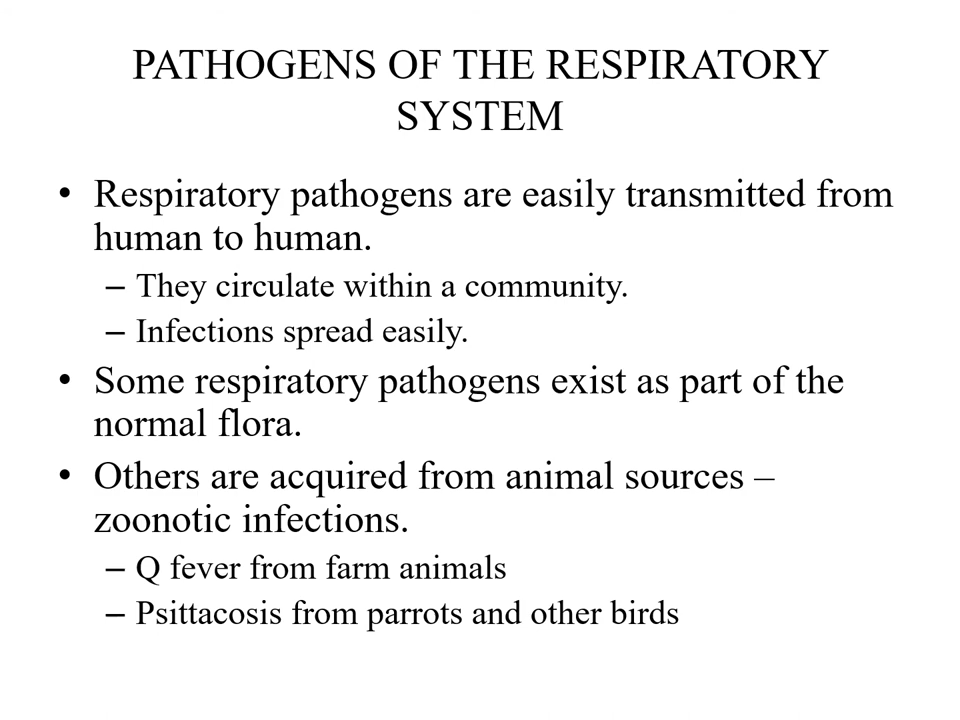 PATHOGENS OF THE RESPIRATORY
SYSTEM
• Respiratory pathogens are easily transmitted from
human to human.
– They circulate within a community.
– Infections spread easily.
• Some respiratory pathogens exist as part of the
normal flora.
• Others are acquired from animal sources –
zoonotic infections.
– Q fever from farm animals
– Psittacosis from parrots and other birds